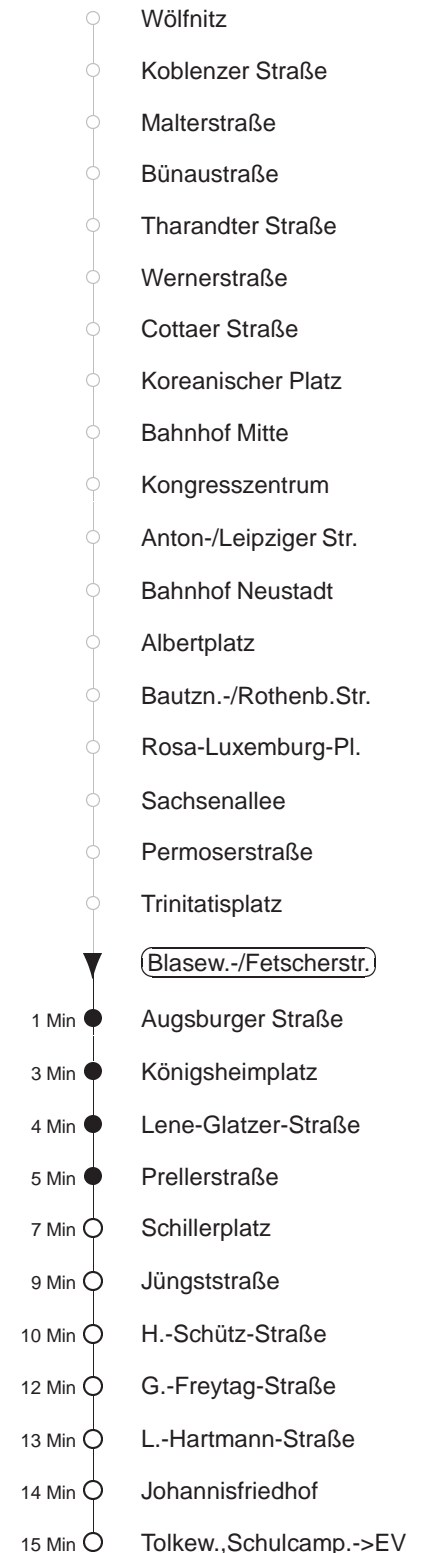 Wölfnitz
Koblenzer Straße
Malterstraße
Bünaustraße
Tharandter Straße
Wernerstraße
Cottaer Straße
Koreanischer Platz
Bahnhof Mitte
Kongresszentrum
Anton-/Leipziger Str.
Bahnhof Neustadt
Albertplatz
Bautzn.-/Rothenb.Str.
Rosa-Luxemburg-Pl.
Sachsenallee
Permoserstraße
Trinitatisplatz
Blasew.-/Fetscherstr.
1 Min Augsburger Straße
3 Min Königsheimplatz
4 Min Lene-Glatzer-Straße
5 Min Prellerstraße
7 Min Schillerplatz
9 Min Jüngststraße
10 Min H.-Schütz-Straße
12 Min G.-Freytag-Straße
13 Min L.-Hartmann-Straße
14 Min Johannisfriedhof
15 Min Tolkew.,Schulcamp.->EV